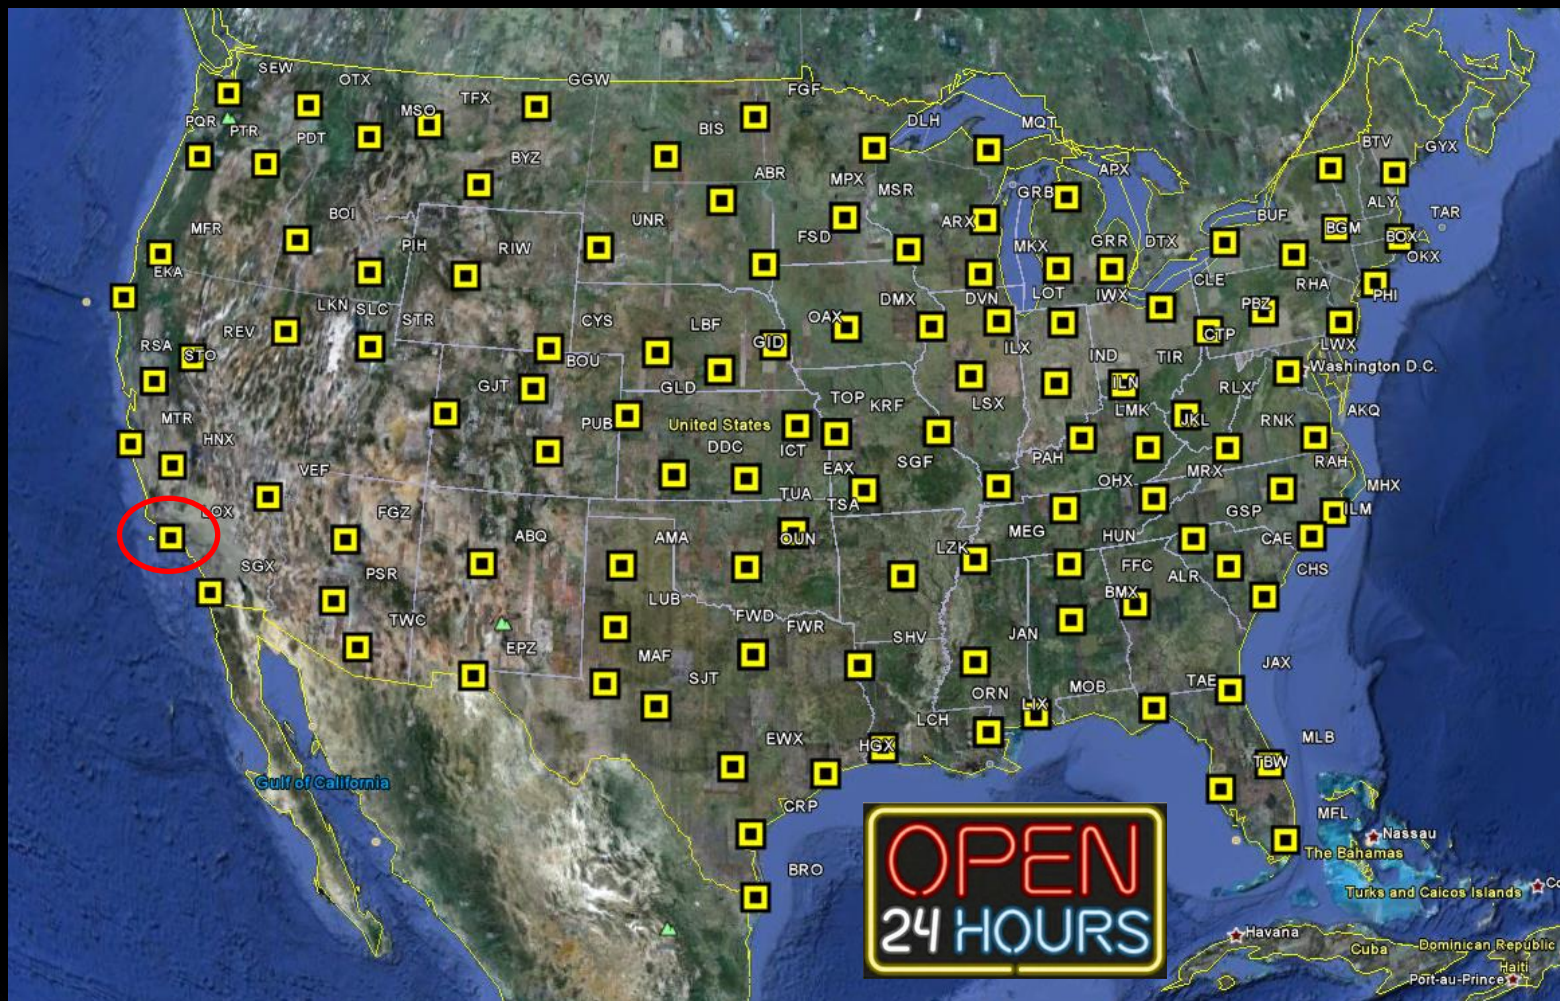 SEW
OTX
GGW
TFX
MSO
FGF
PQR
PTR
PDT
BIS
DLH
MQT
BTV
GYX
BYZ
ABR
MPX
MSR
APX
GRB
ALY
TAR
BUF
BGM
BOX
OKX
MFR
BOI
PIH
RIW
UNR
FSD
ARX
MKX
GRR
DTX
EKA
CLE
RHA
PHI
LKN
SLC
STR
CYS
LBF
DMX
DVN
LOT
IWX
PBZ
OAX
RSA
STO
REV
BOU
GID
ILX
IND
TIR
CTP
LWX
Washington D.C.
GJT
GLD
TOP
KRF
LSX
ILN
LMK
RLX
AKQ
MTR
HNX
PUB
United States
DDC
ICT
JKL
RNK
VEF
EAX
SGF
PAH
OHX
MRX
RAH
MHX
LOX
FGZ
TUA
TSA
GSP
ILM
ABQ
AMA
OUN
LZK
MEG
HUN
CAE
SGX
PSR
FFC
ALR
CHS
LUB
BMX
TWC
FWD
FWR
EPZ
MAF
SJT
SHV
JAN
JAX
ORN
MOB
TAE
LIX
LCH
EWX
HGX
MLB
TBW
Gulf of California
CRP
MFL
Nassau
The Bahamas
BRO
OPEN
24 HOURS
Turks and Caicos Islands
Co
Havana
Cuba
Dominican Republic
Haiti
Port-au-Prince